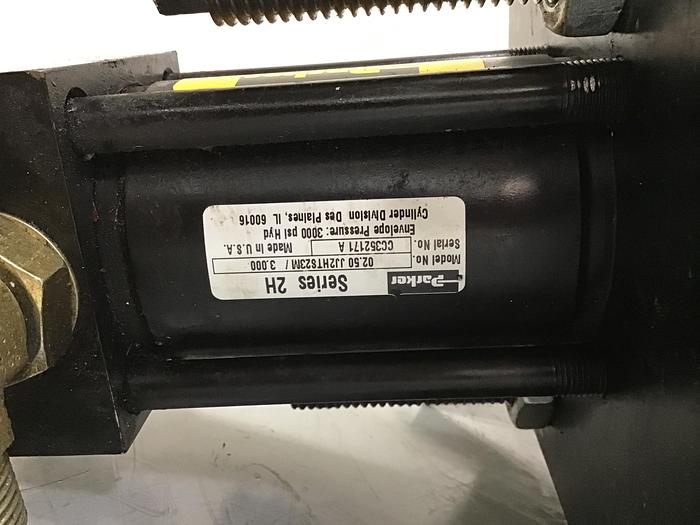 Parker
Series 2H
Model No. 02.50 JJ2HTS23M / 3.000
Serial No. CC352171 A Made In U.S.A.
Envelope Pressure: 3000 psi Hyd
Cylinder Division Des Plaines, IL 60016